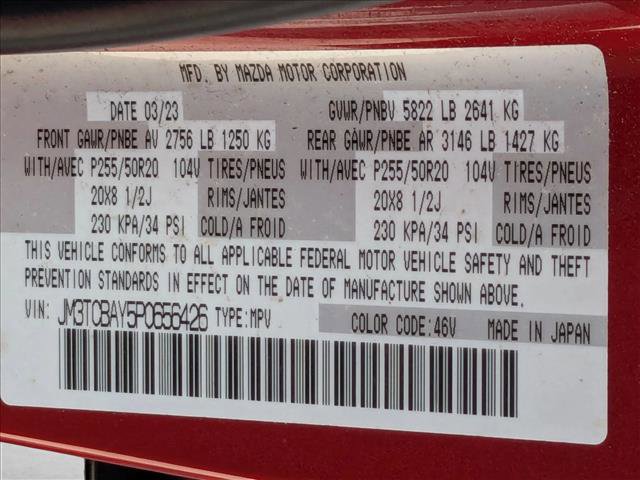 MFD. BY MAZDA MOTOR CORPORATION
DATE 03/23 GVWR/PNBV 5822 LB 2641 KG
FRONT GAWR/PNBE AV 2756 LB 1250 KG REAR GAWR/PNBE AR 3146 LB 1427 KG
WITH/AVEC P255/50R20 104V TIRES/PNEUS WITH/AVEC P255/50R20 104V TIRES/PNEUS
20X8 1/2J RIMS/JANTES 20X8 1/2J RIMS/JANTES
230 KPA/34 PSI COLD/A FROID 230 KPA/34 PSI COLD/A FROID
THIS VEHICLE CONFORMS TO ALL APPLICABLE FEDERAL MOTOR VEHICLE SAFETY AND THEFT
PREVENTION STANDARDS IN EFFECT ON THE DATE OF MANUFACTURE SHOWN ABOVE.
VIN: JM3TCBAY5P0656426 TYPE:MPV COLOR CODE:46V MADE IN JAPAN